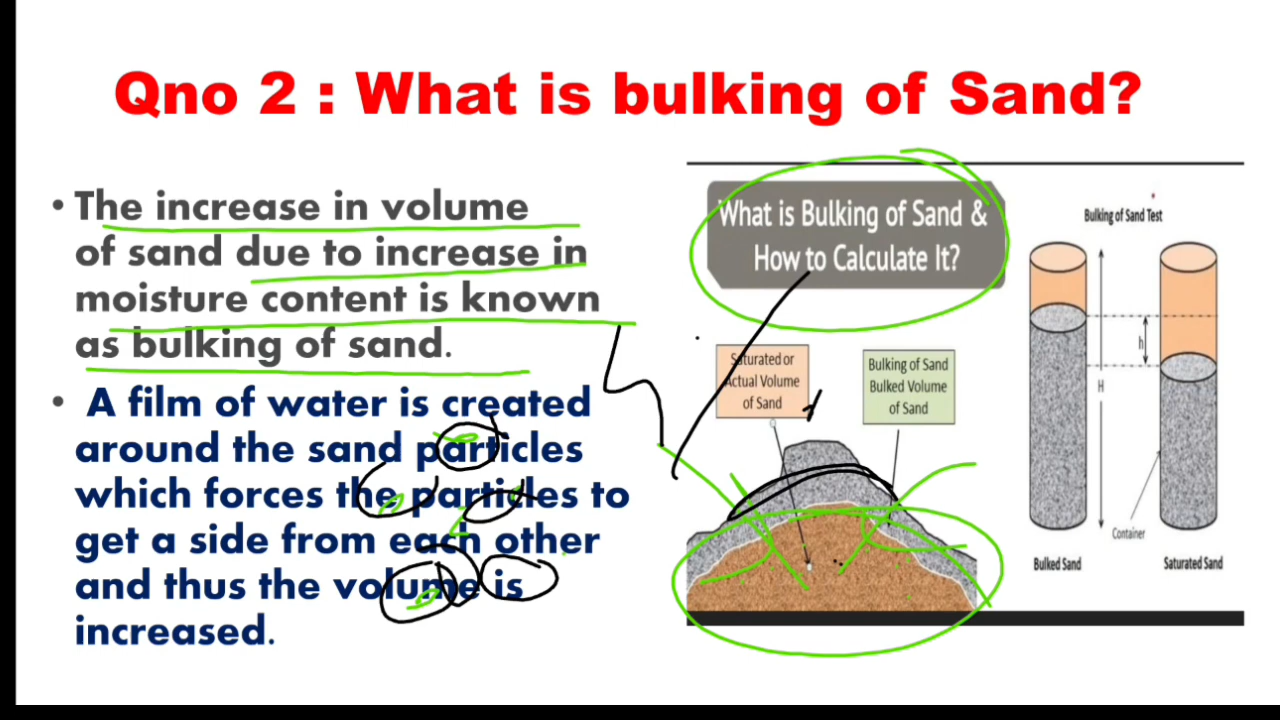 Qno 2 : What is bulking of Sand?
• The increase in volume
of sand due to increase in
moisture content is known
as bulking of sand.
• A film of water is created
around the sand particles
which forces the particles to
get a side from each other
and thus the volume is
increased.
What is Bulking of Sand &
How to Calculate It?
Saturated or
Actual Volume
of Sand
Bulking of Sand
Bulked Volume
of Sand
Bulking of Sand Test
h
H
Container
Bulked Sand
Saturated Sand